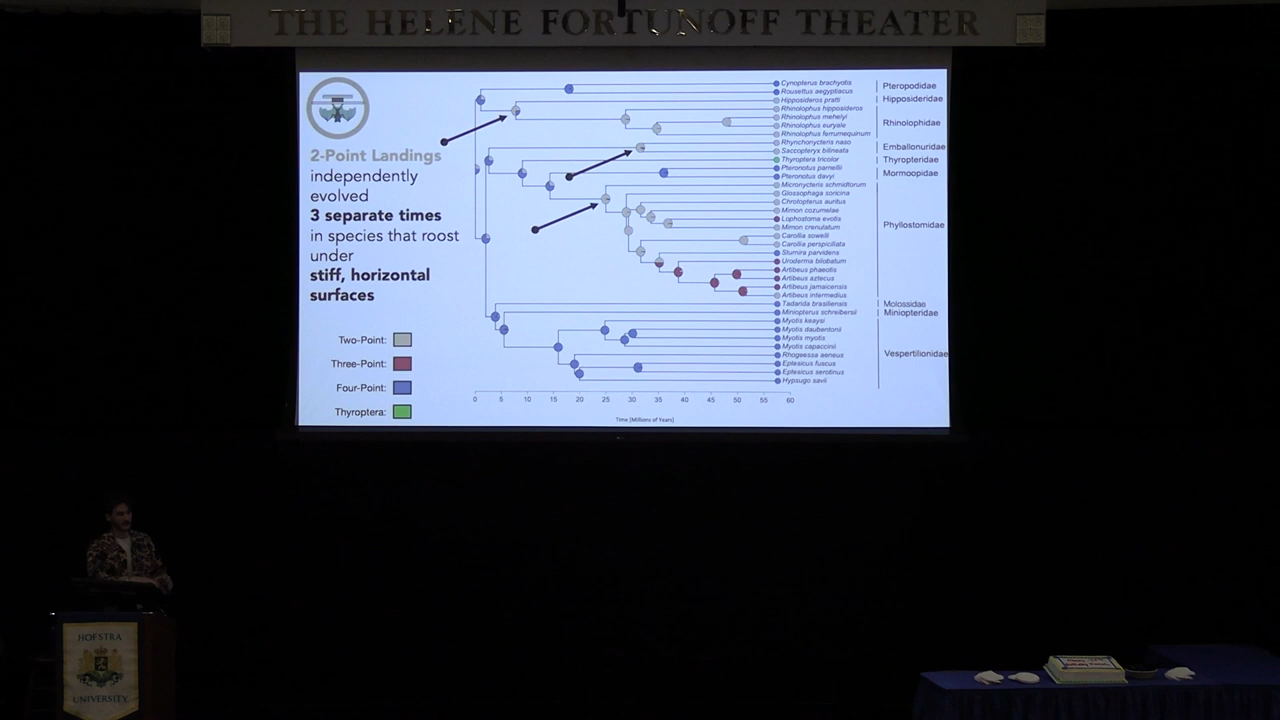 THE HELENE FORTUNOFF THEATER
2-Point Landings
independently
evolved
3 separate times
in species that roost
under
stiff, horizontal
surfaces
Two-Point:
Three-Point:
Four-Point:
Thyroptera:
Cynopterus brachyotis
Rousettus aegyptiacus
Hipposideros pratti
Rhinolophus hipposideros
Rhinolophus mehelyi
Rhinolophus euryale
Rhinolophus ferrumequinum
Rhynchonycteris naso
Saccopteryx bilineata
Thyroptera tricolor
Pteronotus parnellii
Pteronotus davyi
Micronycteris schmidtorum
Glossophaga soricina
Chrotopterus auritus
Mimon cozumelae
Lophostoma evotis
Mimon crenulatum
Carollia sowelli
Carollia perspicillata
Sturnira parvidens
Uroderma bilobatum
Artibeus phaeotis
Artibeus aztecus
Artibeus jamaicensis
Artibeus intermedius
Tadarida brasiliensis
Miniopterus schreibersii
Myotis keaysi
Myotis daubentonii
Myotis myotis
Myotis capaccinii
Rhogeessa aeneus
Eptesicus fuscus
Eptesicus serotinus
Hypsugo savii
Pteropodidae
Hipposideridae
Rhinolophidae
Emballonuridae
Thyropteridae
Mormoopidae
Phyllostomidae
Molossidae
Miniopteridae
Vespertilionidae
0 5 10 15 20 25 30 35 40 45 50 55 60
Time [Millions of Years]
HOFSTRA
UNIVERSITY